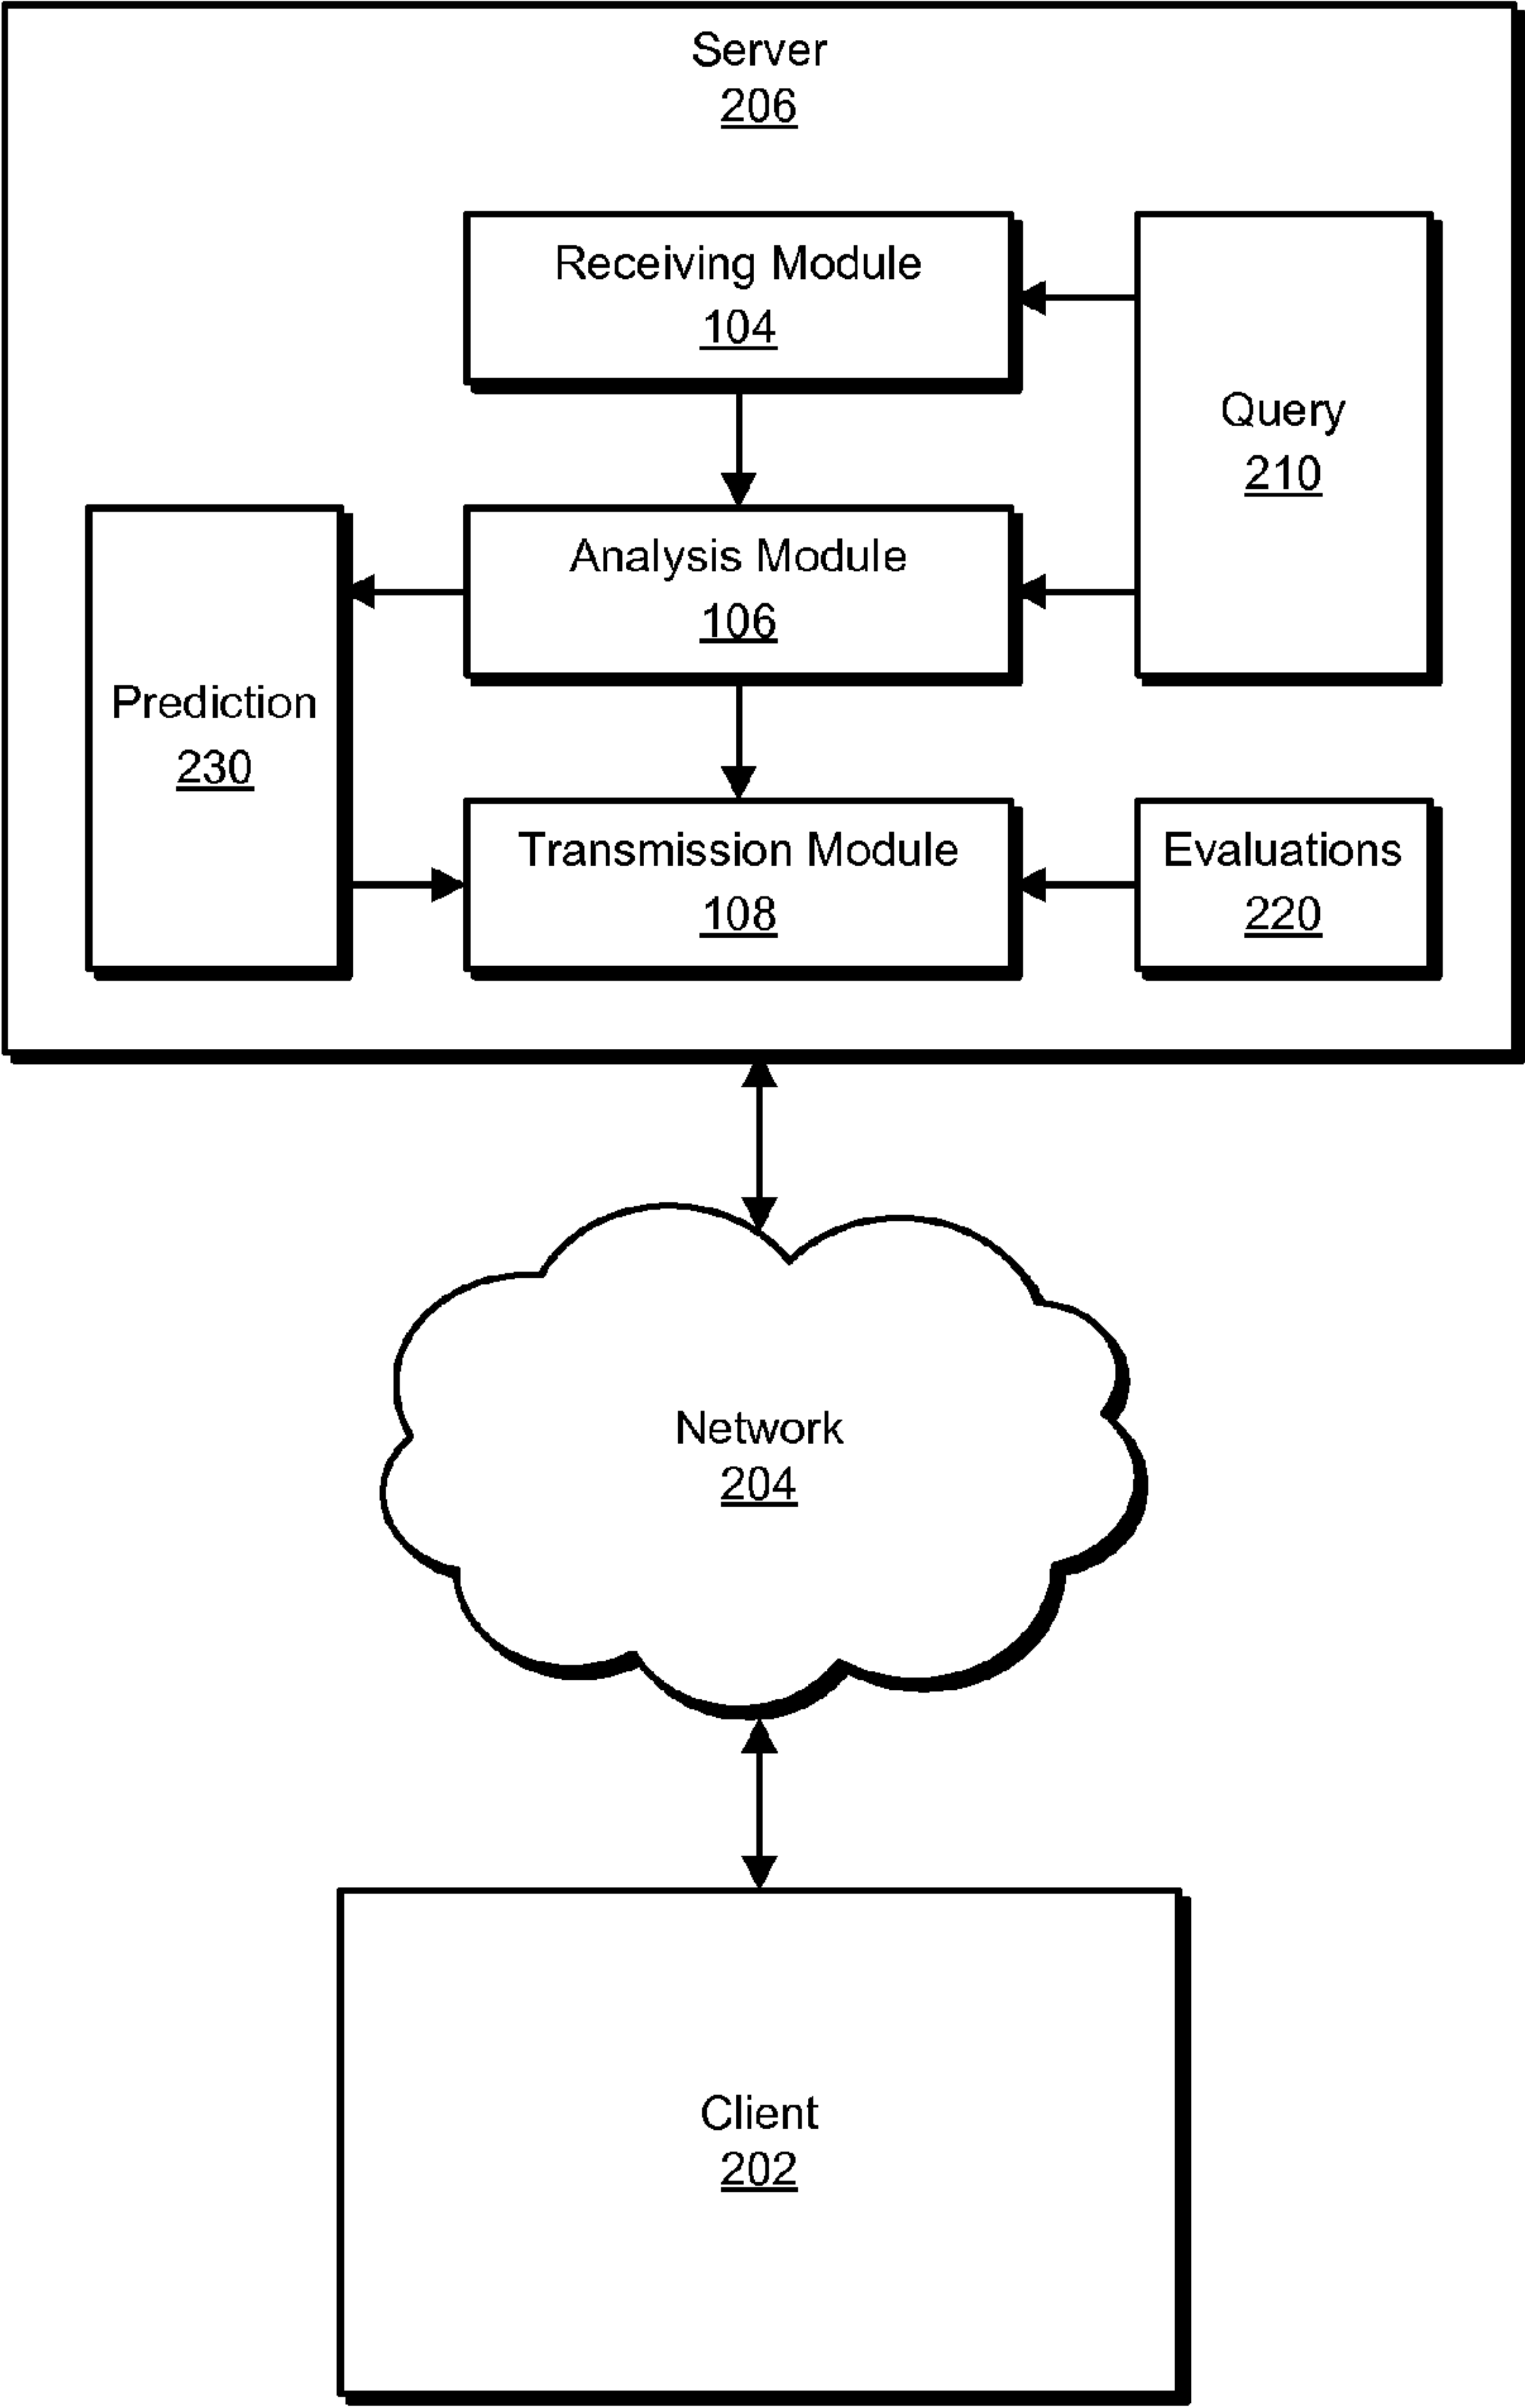 Server
206
Receiving Module
104
Query
210
Analysis Module
106
Prediction
230
Transmission Module
108
Evaluations
220
Network
204
Client
202